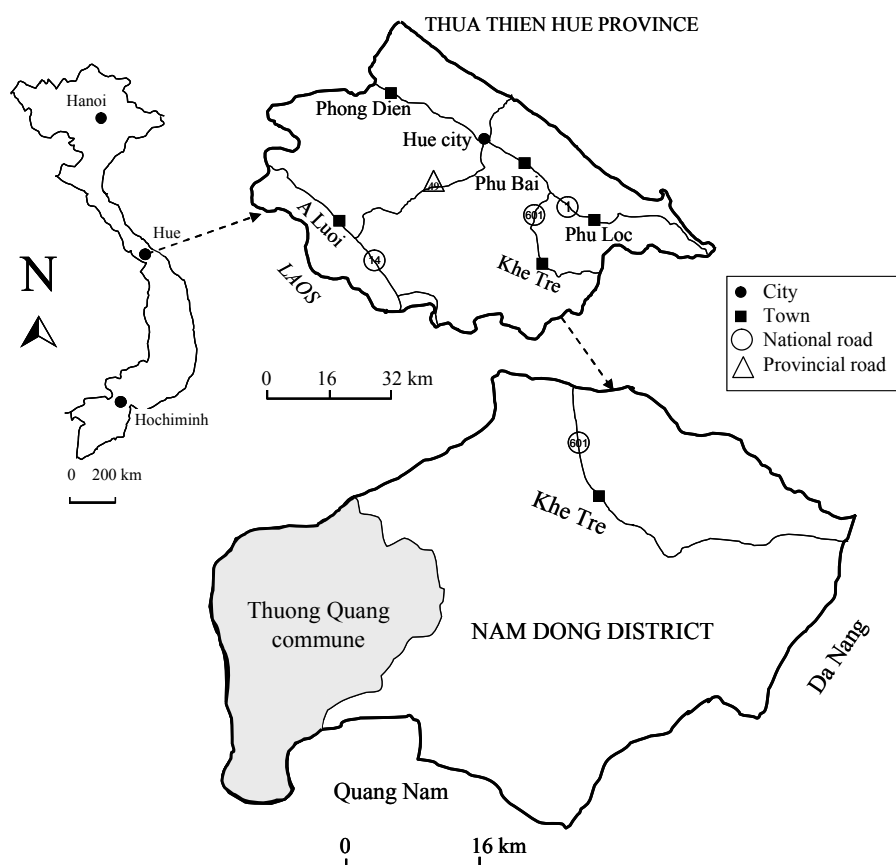 THUA THIEN HUE PROVINCE
Hanoi
Phong Dien
Hue city
Phu Bai
49
A Luoi
601
1
Phu Loc
Hue
14
Khe Tre
LAOS
N
City
Town
National road
Provincial road
0 16 32 km
Hochiminh
0 200 km
601
Khe Tre
Thuong Quang
commune
NAM DONG DISTRICT
Da Nang
Quang Nam
0 16 km